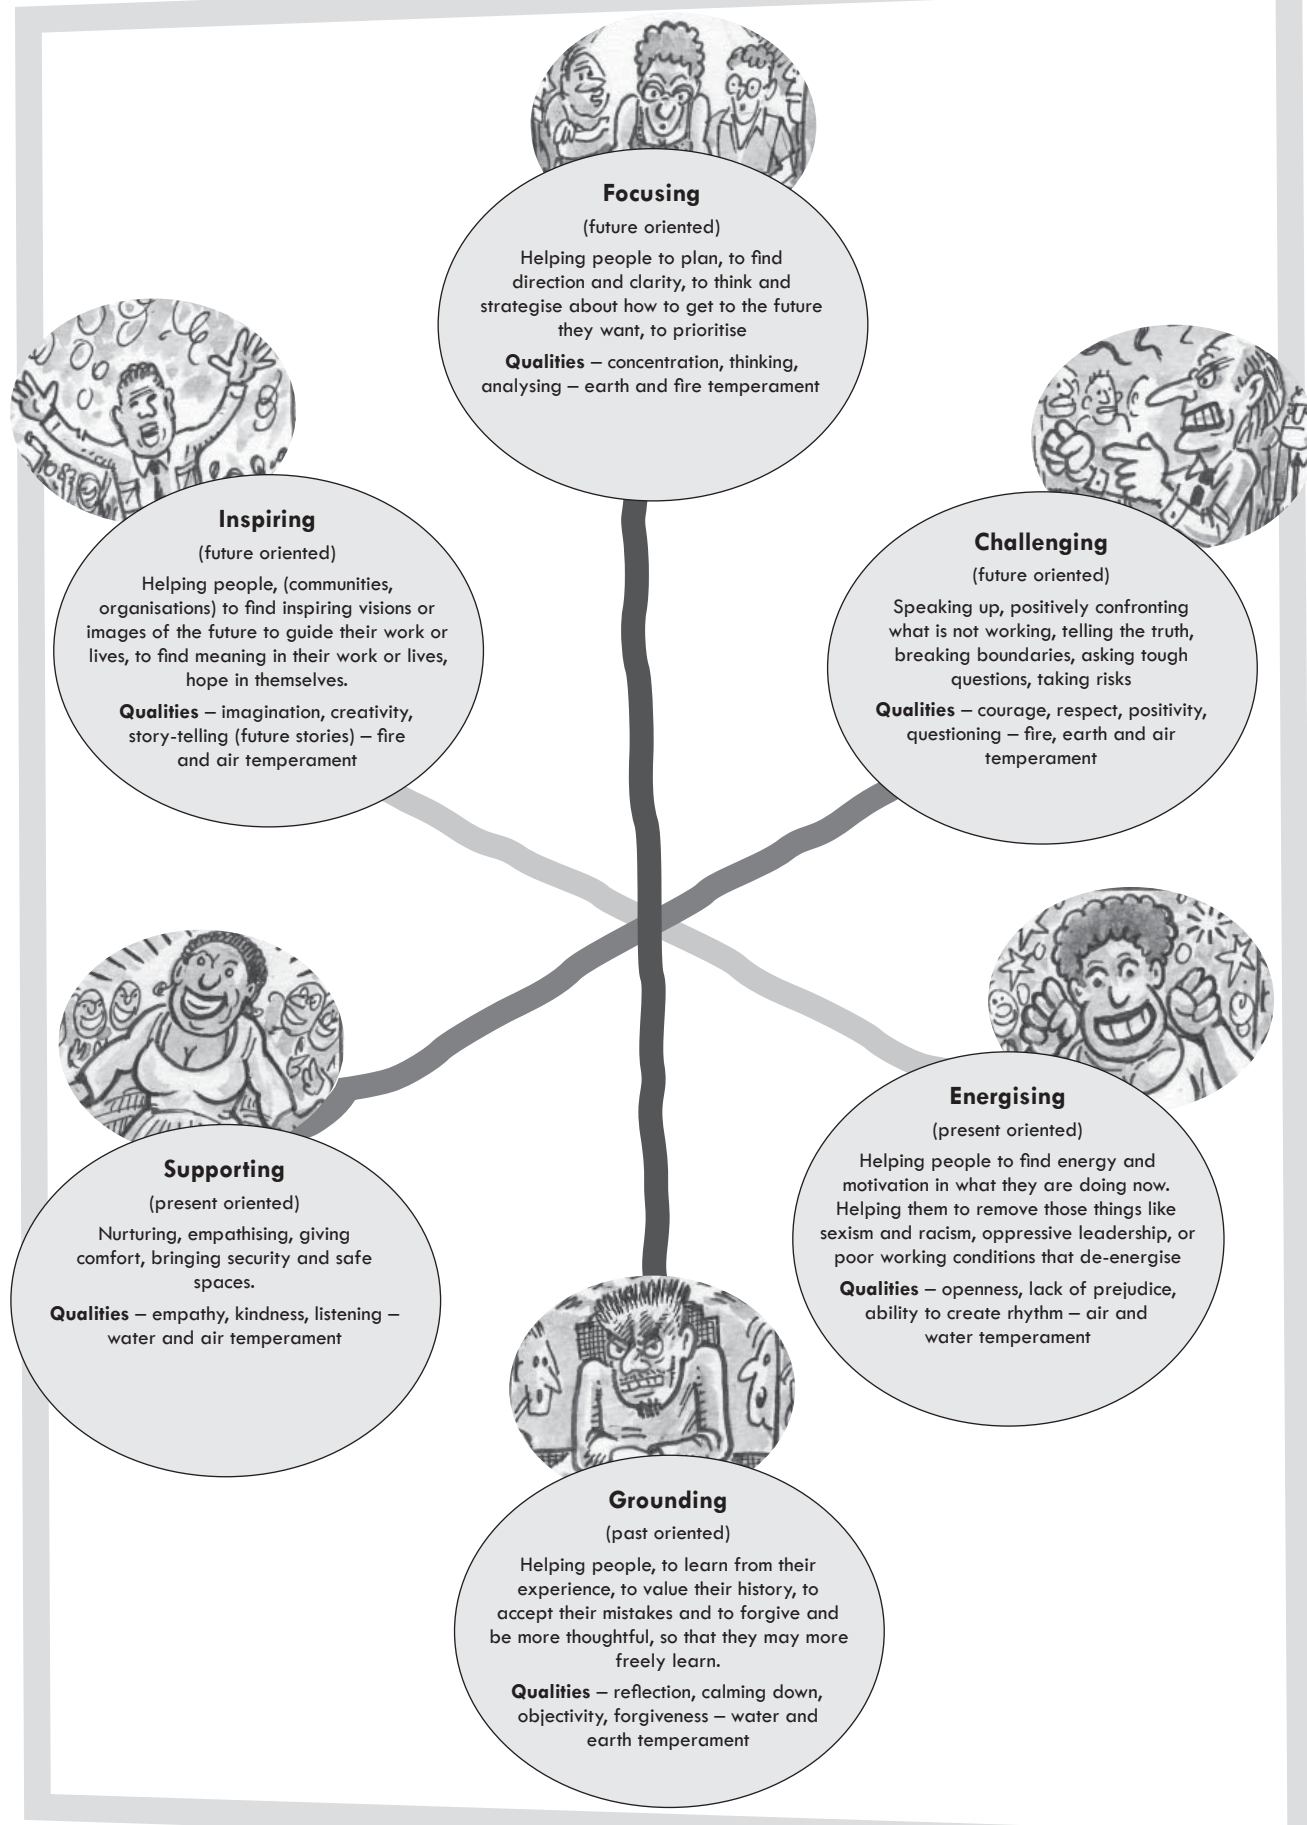 Focusing
(future oriented)
Helping people to plan, to find
direction and clarity, to think and
strategise about how to get to the future
they want, to prioritise
Qualities – concentration, thinking,
analysing – earth and fire temperament
Inspiring
(future oriented)
Helping people, (communities,
organisations) to find inspiring visions or
images of the future to guide their work or
lives, to find meaning in their work or lives,
hope in themselves.
Qualities – imagination, creativity,
story-telling (future stories) – fire
and air temperament
Challenging
(future oriented)
Speaking up, positively confronting
what is not working, telling the truth,
breaking boundaries, asking tough
questions, taking risks
Qualities – courage, respect, positivity,
questioning – fire, earth and air
temperament
Supporting
(present oriented)
Nurturing, empathising, giving
comfort, bringing security and safe
spaces.
Qualities – empathy, kindness, listening –
water and air temperament
Energising
(present oriented)
Helping people to find energy and
motivation in what they are doing now.
Helping them to remove those things like
sexism and racism, oppressive leadership, or
poor working conditions that de-energise
Qualities – openness, lack of prejudice,
ability to create rhythm – air and
water temperament
Grounding
(past oriented)
Helping people, to learn from their
experience, to value their history, to
accept their mistakes and to forgive and
be more thoughtful, so that they may more
freely learn.
Qualities – reflection, calming down,
objectivity, forgiveness – water and
earth temperament